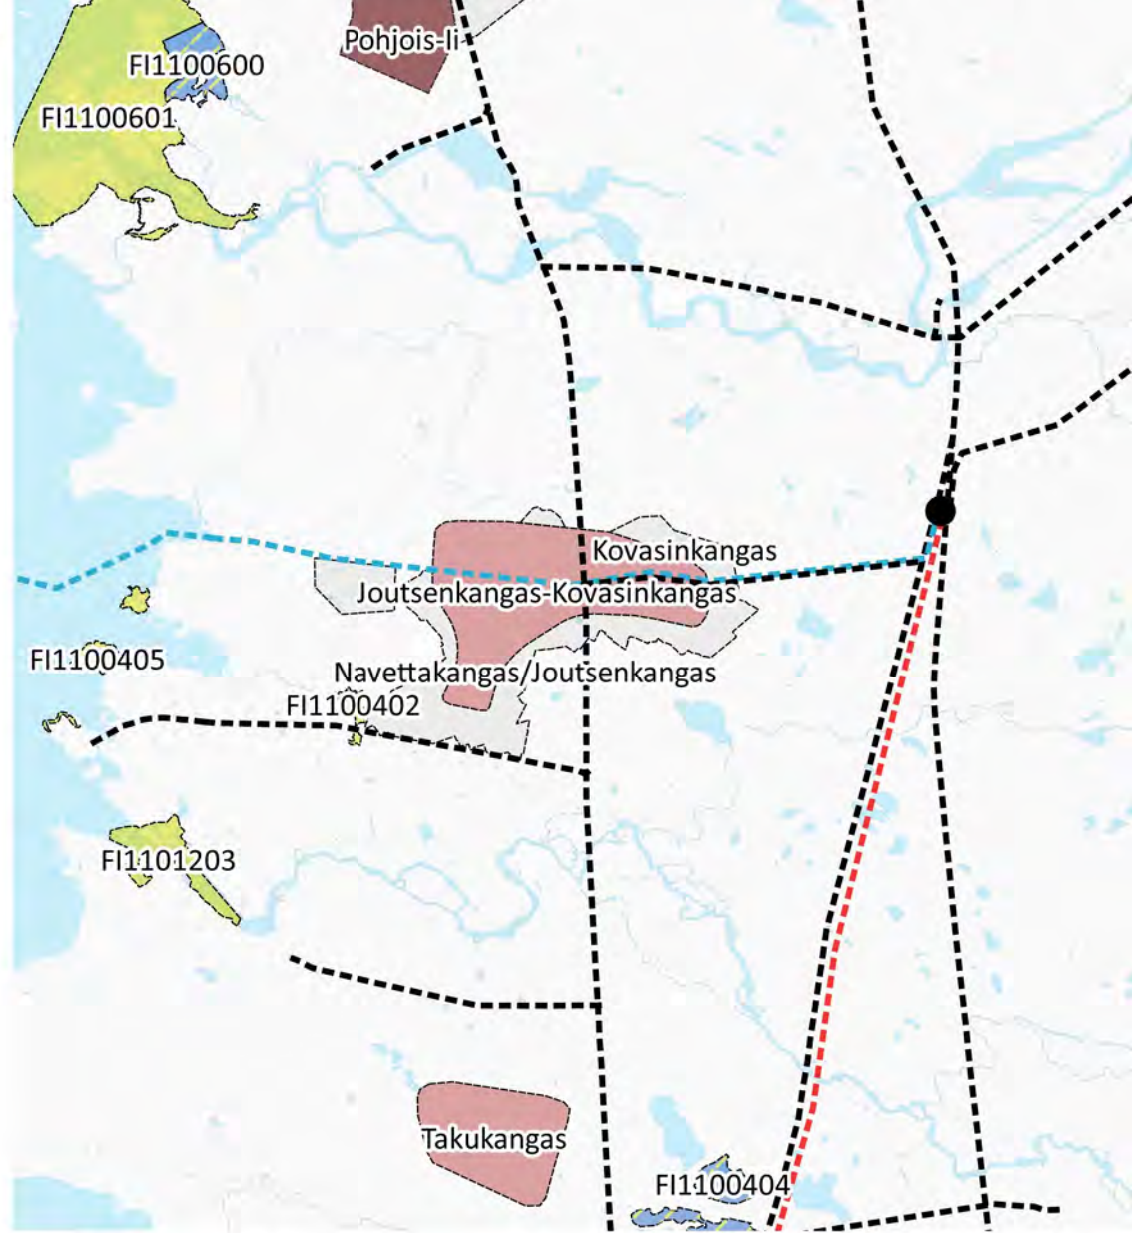 Pohjois-Ii
FI1100600
FI1100601
Kovasinkangas
Joutsenkangas-Kovasinkangas
FI1100405
Navettakangas/Joutsenkangas
FI1100402
FI1101203
Takukangas
FI1100404